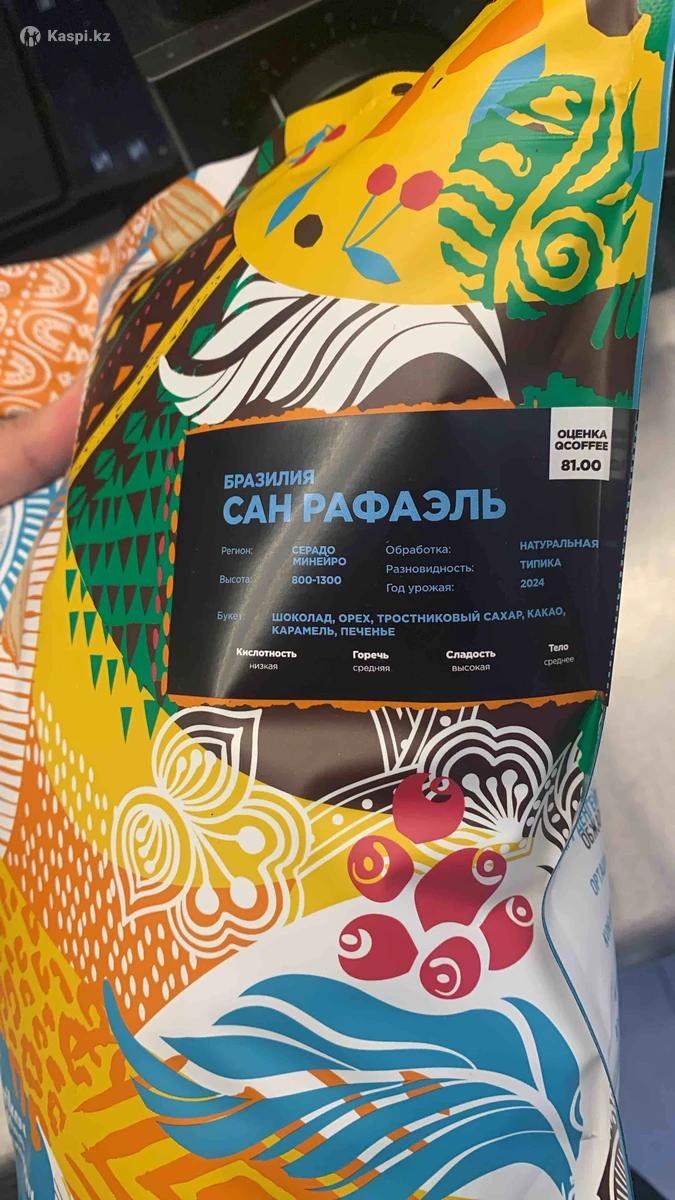 Kaspi.kz
ОЦЕНКА
QCOFFEE
81.00
БРАЗИЛИЯ
САН РАФАЭЛЬ
Регион: СЕРАДО
МИНЕЙРО
Высота: 800-1300
Обработка: НАТУРАЛЬНАЯ
Разновидность: ТИПИКА
Год урожая: 2024
Букет: ШОКОЛАД, ОРЕХ, ТРОСТНИКОВЫЙ САХАР, КАКАО,
КАРАМЕЛЬ, ПЕЧЕНЬЕ
Кислотность Горечь Сладость Тело
низкая средняя высокая среднее